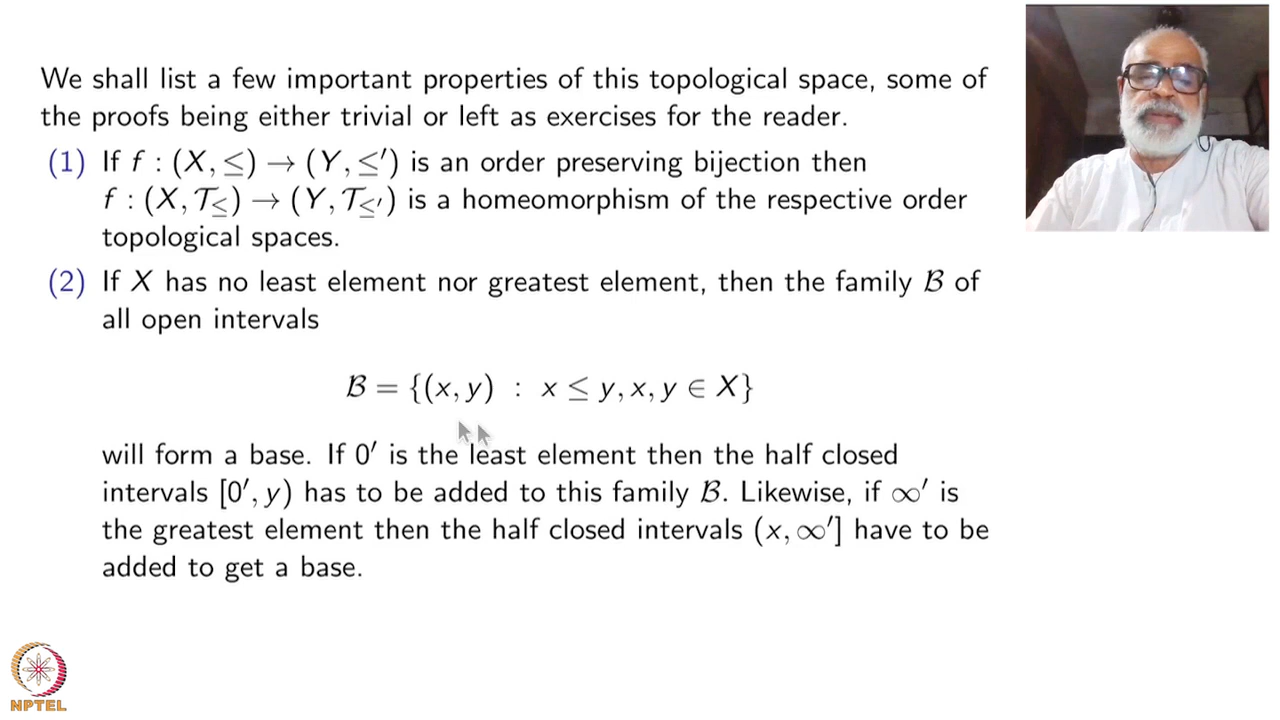 We shall list a few important properties of this topological space, some of
the proofs being either trivial or left as exercises for the reader.
(1) If f : (X, ≤) → (Y, ≤′) is an order preserving bijection then
f : (X, 𝒯≤) → (Y, 𝒯≤′) is a homeomorphism of the respective order
topological spaces.
(2) If X has no least element nor greatest element, then the family ℬ of
all open intervals
ℬ = {(x, y) : x ≤ y, x, y ∈ X}
will form a base. If 0′ is the least element then the half closed
intervals [0′, y) has to be added to this family ℬ. Likewise, if ∞′ is
the greatest element then the half closed intervals (x, ∞′] have to be
added to get a base.
NPTEL